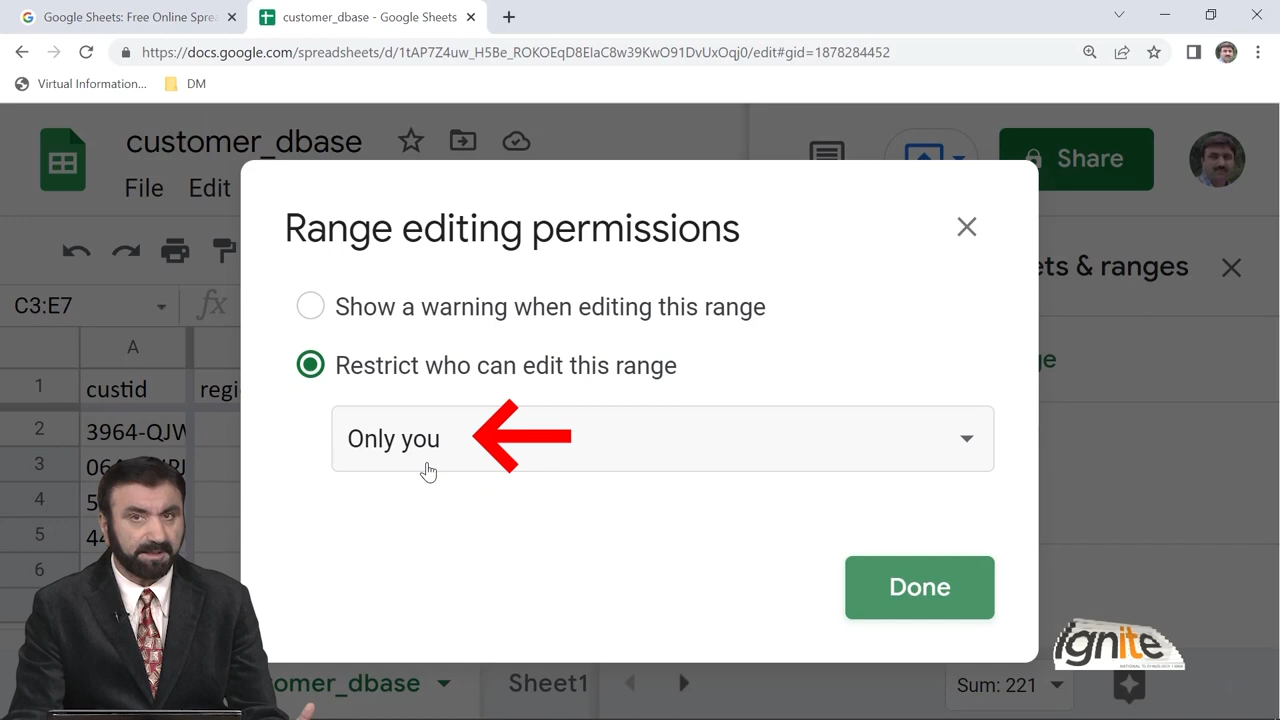 Google Sheets: Free Online Sprea
customer_dbase - Google Sheets
https://docs.google.com/spreadsheets/d/1tAP7Z4uw_H5Be_ROKOEqD8EIaC8w39KwO91DvUxOqj0/edit#gid=1878284452
Virtual Information...
DM
customer_dbase
Share
File Edit
Range editing permissions
ets & ranges
Show a warning when editing this range
C3:E7
fx
A
Restrict who can edit this range
ge
1 custid regi
2 3964-QJW
Only you
3
4
5
6
Done
ignite
omer_dbase
Sheet1
Sum: 221